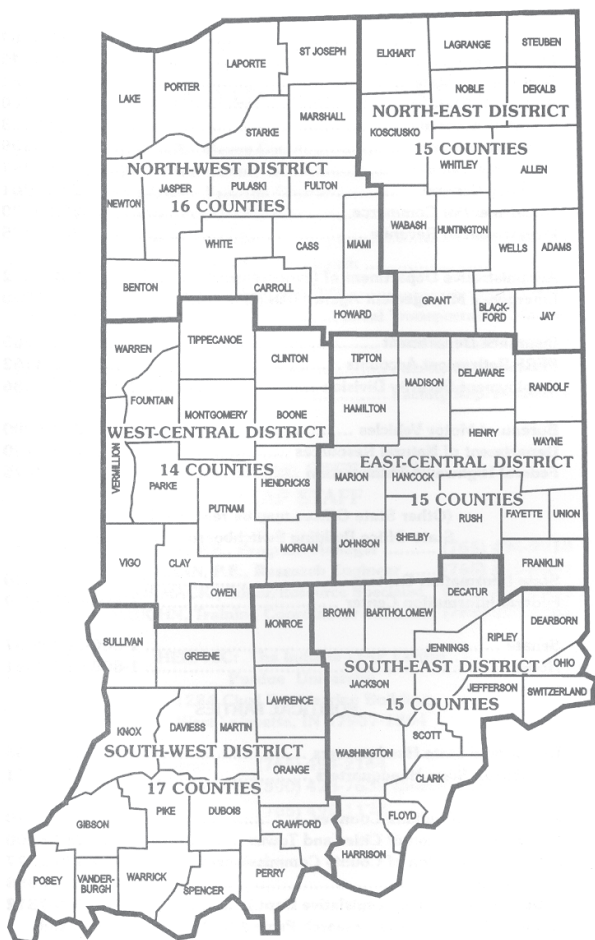 LAKE
PORTER
LAPORTE
ST JOSEPH
ELKHART
LAGRANGE
STEUBEN
STARKE
MARSHALL
KOSCIUSKO
NOBLE
DEKALB
NORTH-EAST DISTRICT
15 COUNTIES
WHITLEY
ALLEN
NORTH-WEST DISTRICT
16 COUNTIES
NEWTON
JASPER
PULASKI
FULTON
WHITE
CASS
MIAMI
WABASH
HUNTINGTON
WELLS
ADAMS
BENTON
CARROLL
HOWARD
GRANT
BLACK-
FORD
JAY
WARREN
TIPPECANOE
CLINTON
TIPTON
MADISON
DELAWARE
RANDOLF
FOUNTAIN
MONTGOMERY
BOONE
HAMILTON
HENRY
WAYNE
WEST-CENTRAL DISTRICT
14 COUNTIES
EAST-CENTRAL DISTRICT
15 COUNTIES
VERMILLION
PARKE
PUTNAM
HENDRICKS
MARION
HANCOCK
RUSH
FAYETTE
UNION
VIGO
CLAY
OWEN
MORGAN
JOHNSON
SHELBY
FRANKLIN
SULLIVAN
GREENE
MONROE
BROWN
BARTHOLOMEW
DECATUR
DEARBORN
JENNINGS
RIPLEY
OHIO
SOUTH-EAST DISTRICT
15 COUNTIES
LAWRENCE
JACKSON
JEFFERSON
SWITZERLAND
KNOX
DAVIESS
MARTIN
SOUTH-WEST DISTRICT
17 COUNTIES
ORANGE
WASHINGTON
SCOTT
CLARK
GIBSON
PIKE
DUBOIS
CRAWFORD
FLOYD
HARRISON
POSEY
VANDER-
BURGH
WARRICK
SPENCER
PERRY